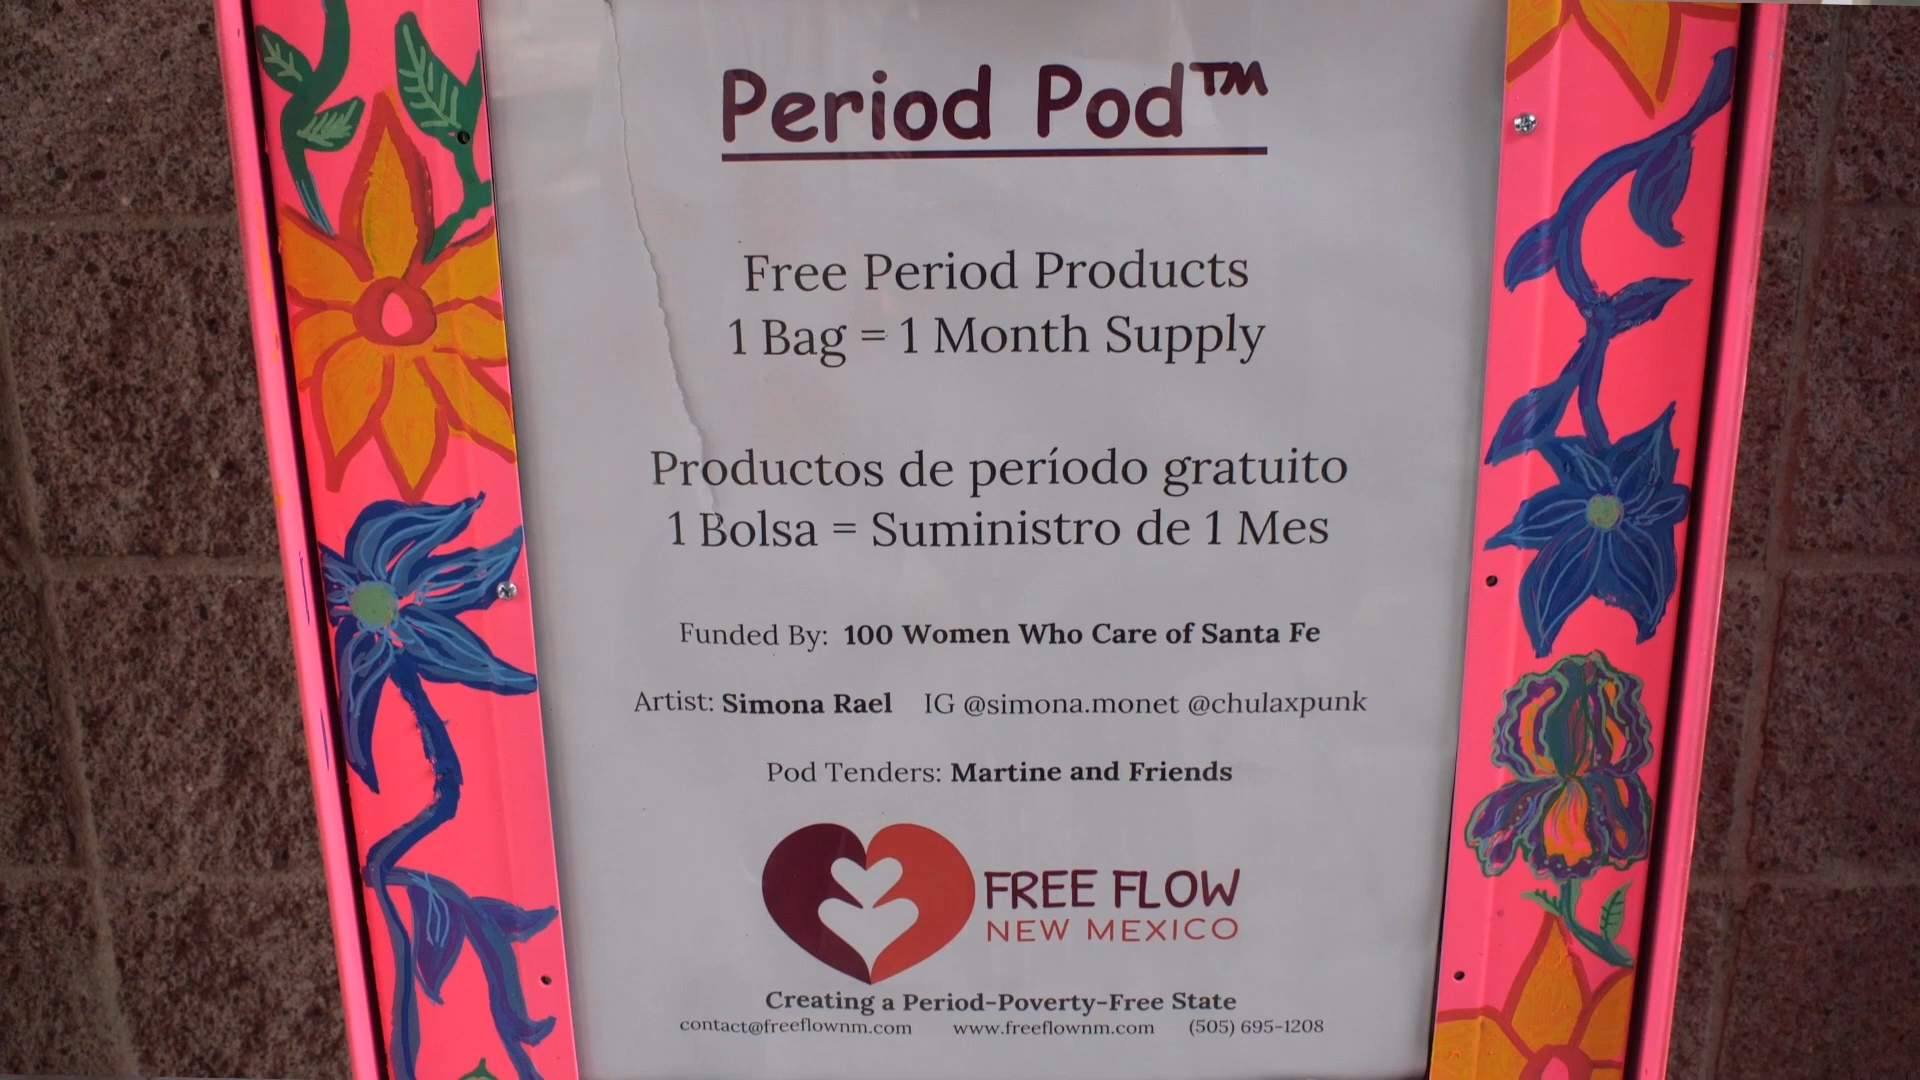 Period Pod™
Free Period Products
1 Bag = 1 Month Supply
Productos de período gratuito
1 Bolsa = Suministro de 1 Mes
Funded By: 100 Women Who Care of Santa Fe
Artist: Simona Rael IG @simona.monet @chulaxpunk
Pod Tenders: Martine and Friends
FREE FLOW
NEW MEXICO
Creating a Period-Poverty-Free State
contact@freeflownm.com www.freeflownm.com (505) 695-1208